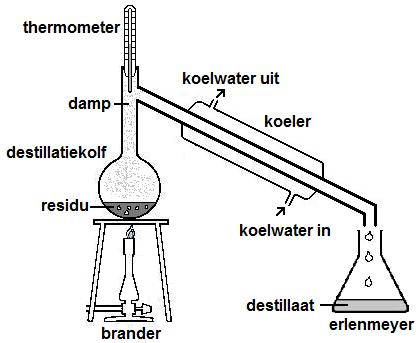 thermometer
koelwater uit
damp
koeler
destillatiekolf
residu
koelwater in
destillaat
erlenmeyer
brander